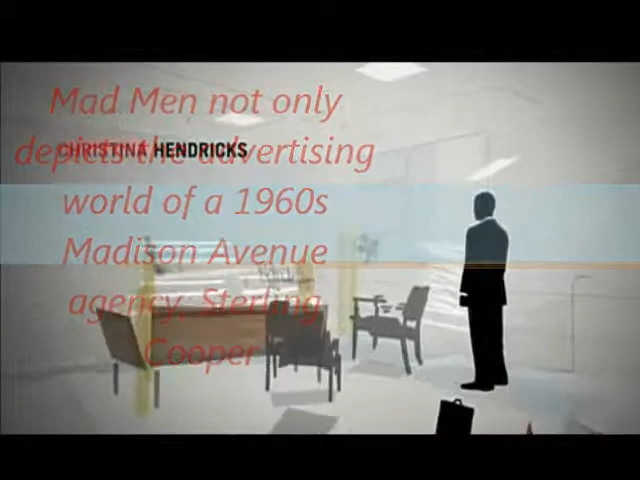 Mad Men not only
depicts the advertising
CHRISTINA HENDRICKS
world of a 1960s
Madison Avenue
agency, Sterling
Cooper